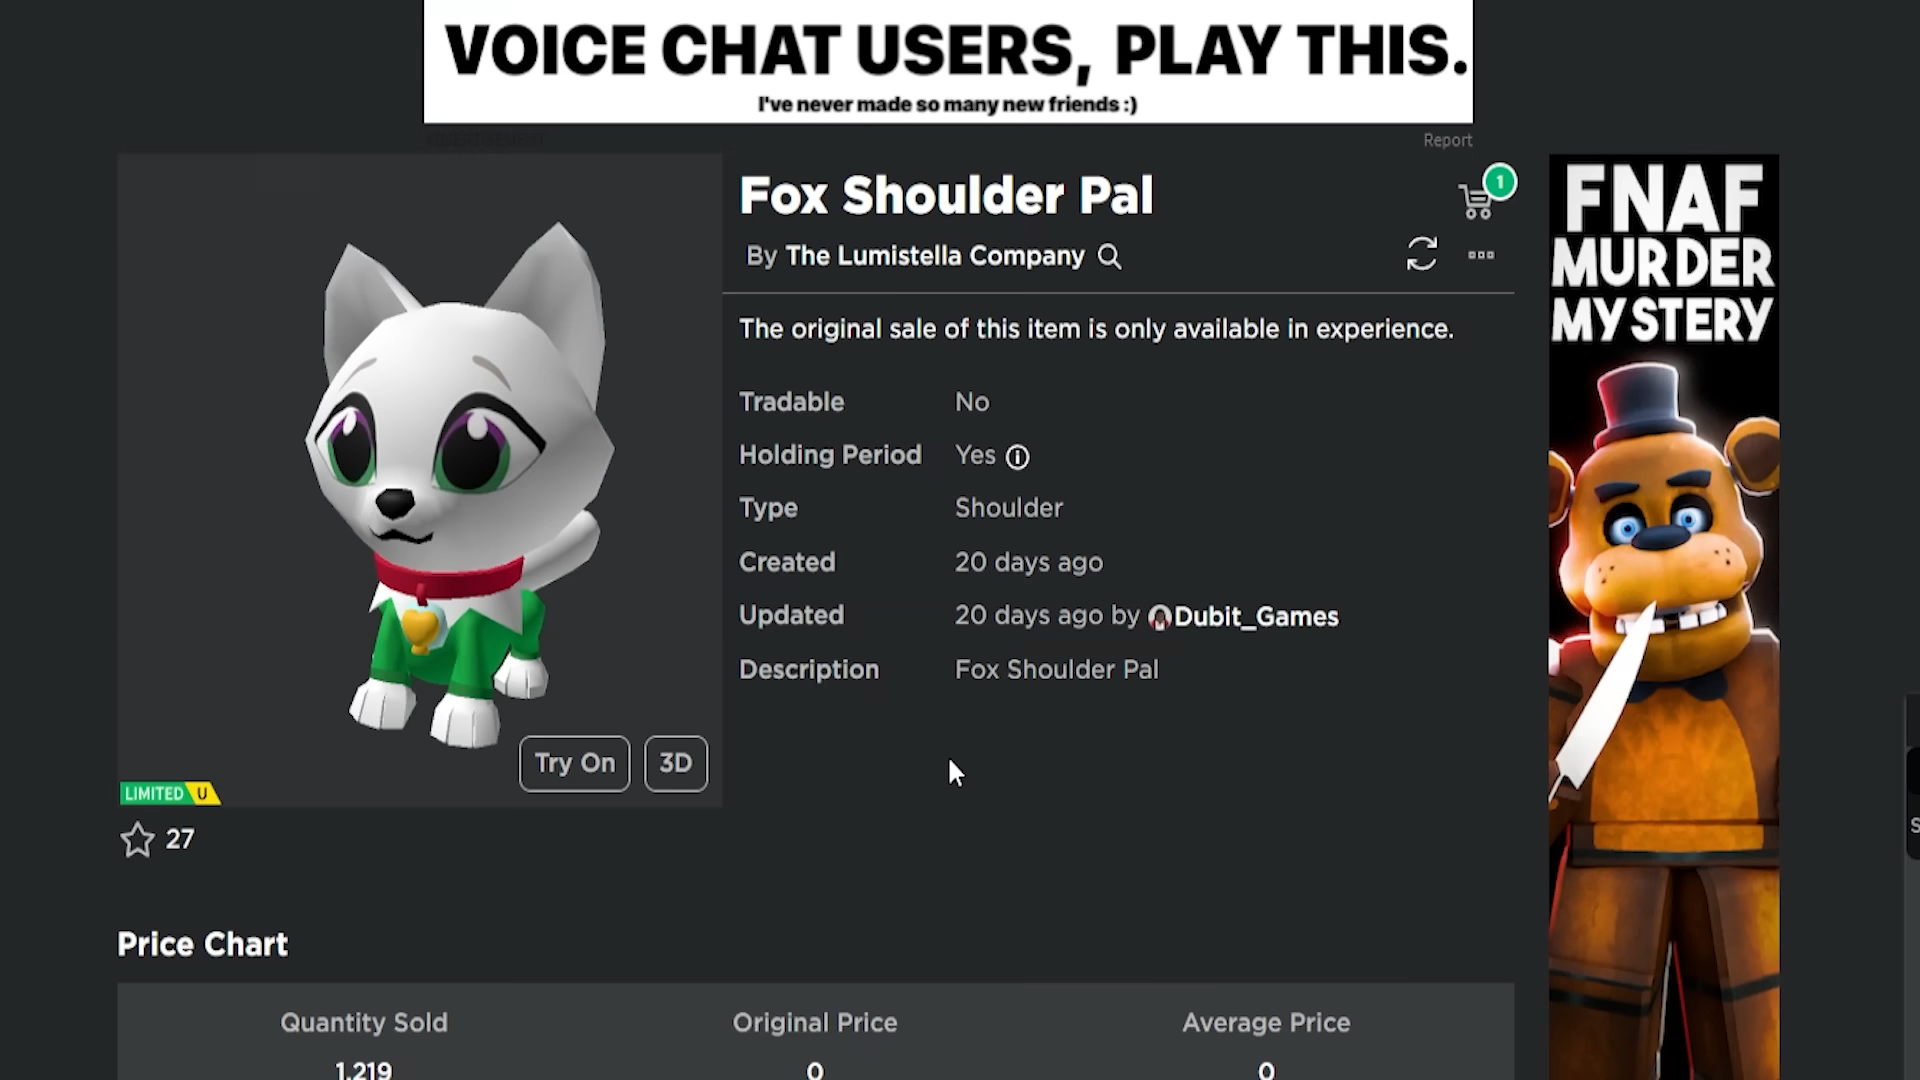 VOICE CHAT USERS, PLAY THIS.
I've never made so many new friends :)
ADVERTISEMENT
Report
Fox Shoulder Pal
1
By The Lumistella Company
The original sale of this item is only available in experience.
Tradable No
Holding Period Yes
Type Shoulder
Created 20 days ago
Updated 20 days ago by Dubit_Games
Description Fox Shoulder Pal
Try On
3D
LIMITED U
27
Price Chart
Quantity Sold Original Price Average Price
1,219 0 0
FNAF
MURDER
MYSTERY